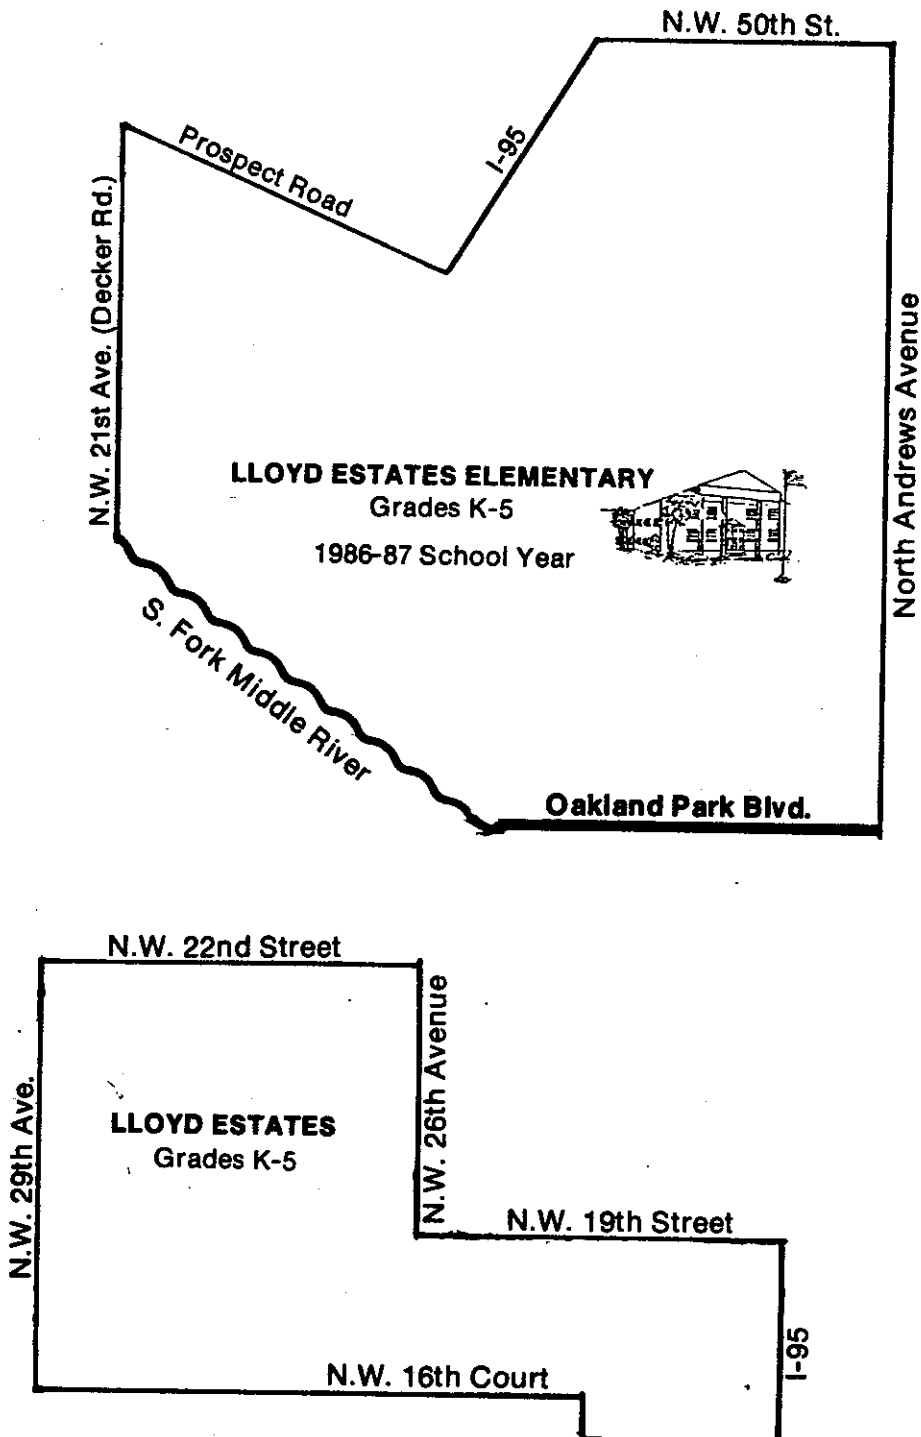 N.W. 50th St.
I-95
Prospect Road
N.W. 21st Ave. (Decker Rd.)
North Andrews Avenue
LLOYD ESTATES ELEMENTARY
Grades K-5
1986-87 School Year
S. Fork Middle River
Oakland Park Blvd.
N.W. 22nd Street
N.W. 26th Avenue
N.W. 29th Ave.
LLOYD ESTATES
Grades K-5
N.W. 19th Street
I-95
N.W. 16th Court